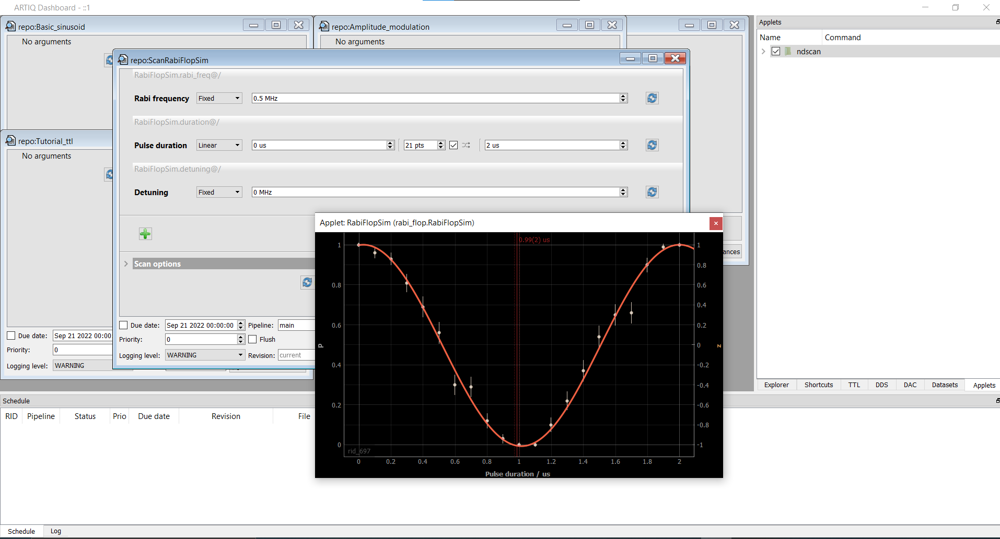 ARTIQ Dashboard - ::1
repo:Basic_sinusoid
No arguments
repo:Amplitude_modulation
No arguments
repo:Tutorial_ttl
No arguments
Due date: Sep 21 2022 00:00:00
Priority: 0
Logging level: WARNING
repo:ScanRabiFlopSim
RabiFlopSim.rabi_freq@/
Rabi frequency Fixed 0.5 MHz
RabiFlopSim.duration@/
Pulse duration Linear 0 us 21 pts 2 us
RabiFlopSim.detuning@/
Detuning Fixed 0 MHz
Scan options
Due date: Sep 21 2022 00:00:00 Pipeline: main
Priority: 0 Flush
Logging level: WARNING Revision: current
ances
Applet: RabiFlopSim (rabi_flop.RabiFlopSim)
0.99(2) us
1
0.8
0.6
0.4
0.2
0
p
1
0.8
0.6
0.4
0.2
0
-0.2
-0.4
-0.6
-0.8
-1
z
rid_697
0 0.2 0.4 0.6 0.8 1 1.2 1.4 1.6 1.8 2
Pulse duration / us
Applets
Name Command
ndscan
Explorer Shortcuts TTL DDS DAC Datasets Applets
Schedule
RID Pipeline Status Prio Due date Revision File
Schedule Log